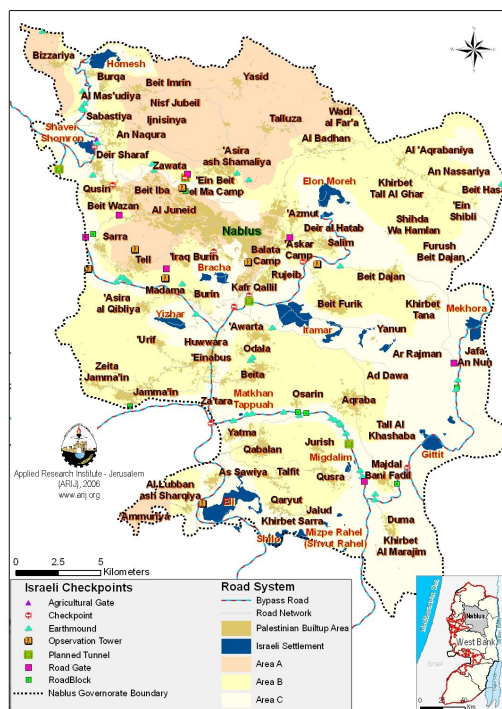 Homesh
Bizzariya
Burqa
Beit Imrin
Yasid
Al Mas'udiya
Nisf Jubeil
Sabastiya
Ijnisinya
Talluza
Wadi
al Far'a
Shavei
Shomron
An Naqura
'Asira
ash Shamaliya
Al Badhan
Deir Sharaf
Zawata
Al 'Aqrabaniya
An Nassariya
Qusin
'Ein Beit
el Ma Camp
Elon Moreh
Khirbet
Tall Al Ghar
Beit Has
Beit Iba
Beit Wazan
Al Juneid
'Azmut
'Ein
Shibli
Nablus
Deir al Hatab
Shihda
Wa Hamlan
Sarra
'Askar
Camp
Salim
Furush
Beit Dajan
Tell
'Iraq Burin
Balata
Camp
Bracha
Rujeib
Beit Dajan
Madama
Burin
Kafr Qallil
'Asira
al Qibliya
Beit Furik
Khirbet
Tana
Mekhora
Yizhar
'Awarta
Itamar
Yanun
'Urif
Huwwara
'Einabus
Odala
Ar Rajman
Jafa
An Nun
Zeita
Jamma'in
Beita
Ad Dawa
Jamma'in
Za'tara
Matkhan
Tappuah
Osarin
Aqraba
Yatma
Jurish
Tall Al
Khashaba
Qabalan
Migdalim
Gittit
As Sawiya
Talfit
Qusra
Majdal
Bani Fadil
Al Lubban
ash Sharqiya
Eli
Qaryut
Jalud
'Ammuriya
Khirbet Sarra
Duma
Shilo
Mizpe Rahel
(Shvut Rahel)
Khirbet
Al Marajim
Applied Research Institute - Jerusalem
(ARIJ), 2006
www.arij.org
0 2.5 5
Kilometers
Israeli Checkpoints
Agricultural Gate
Checkpoint
Earthmound
Opservation Tower
Planned Tunnel
Road Gate
RoadBlock
Nablus Governorate Boundary
Road System
Bypass Road
Road Network
Palestinian Builtup Area
Israeli Settlement
Area A
Area B
Area C
Nablus
West Bank
Israel
Km